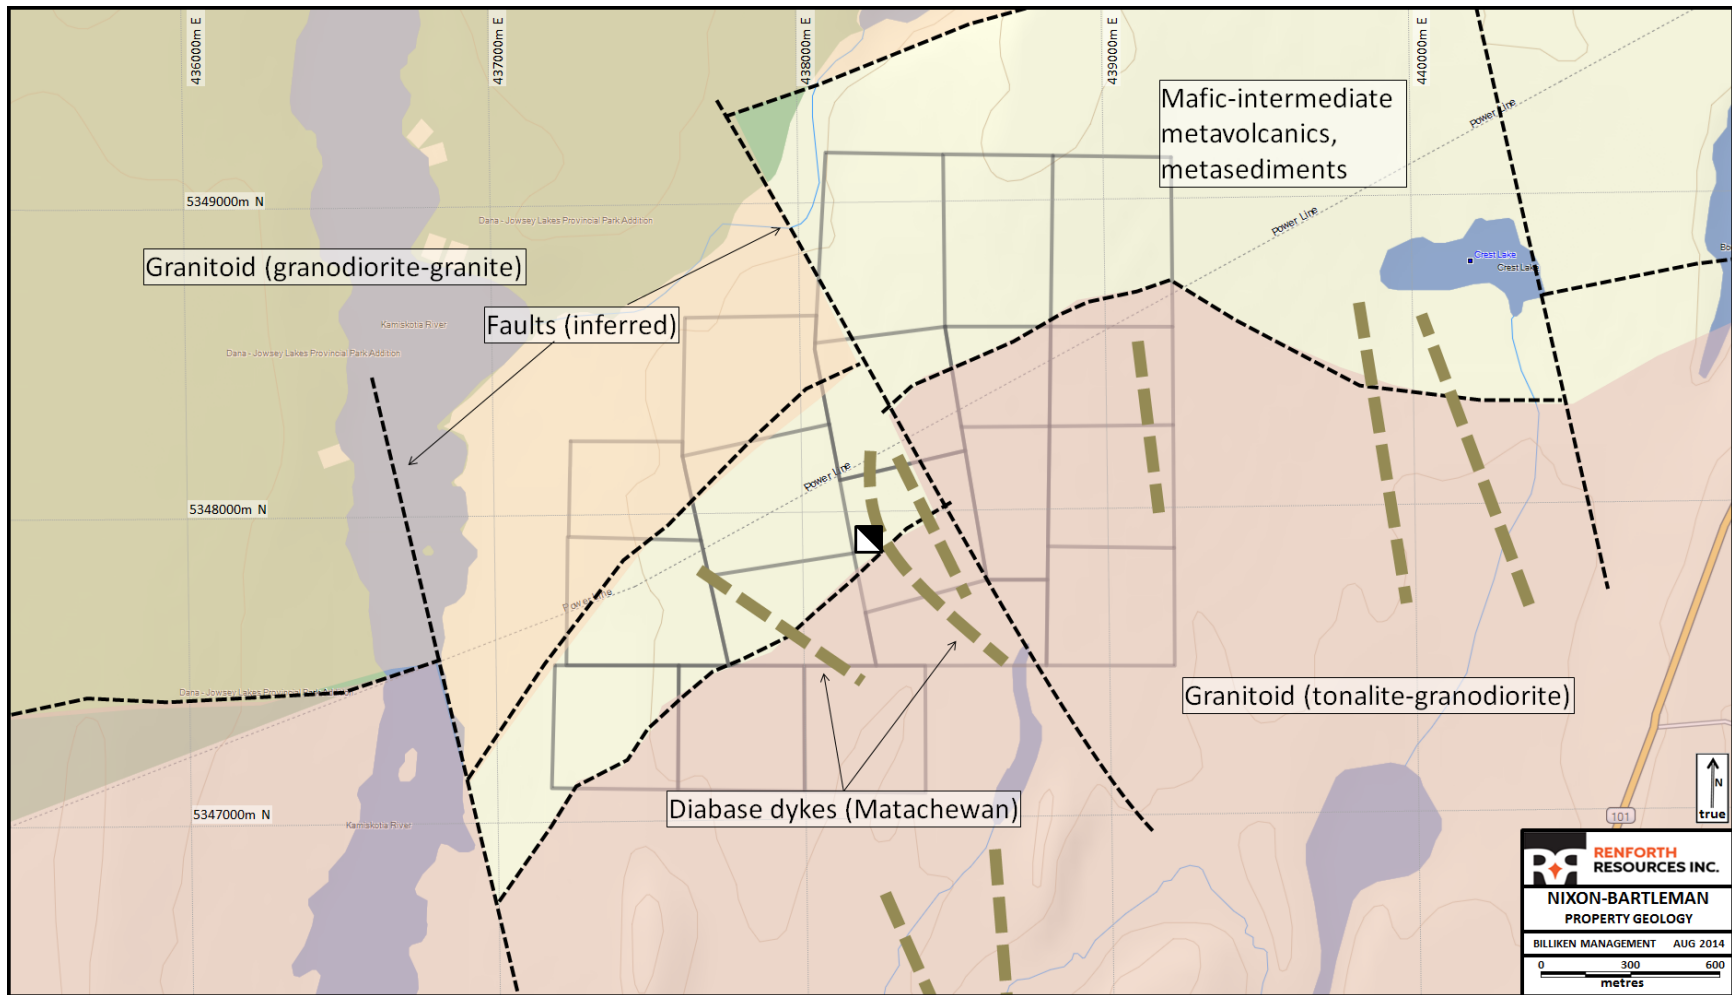 436000m E
437000m E
438000m E
439000m E
440000m E
Mafic-intermediate
metavolcanics,
metasediments
Power Line
5349000m N
Dana - Jowsey Lakes Provincial Park Addition
Power Line
Granitoid (granodiorite-granite)
Crest Lake
Crest Lake
Faults (inferred)
Kamiskotia River
Dana - Jowsey Lakes Provincial Park Addition
Power Line
5348000m N
Power Line
Dana - Jowsey Lakes Provincial Park Addition
Granitoid (tonalite-granodiorite)
5347000m N
Diabase dykes (Matachewan)
Kamiskotia River
101
N
true
RENFORTH
RESOURCES INC.
NIXON-BARTLEMAN
PROPERTY GEOLOGY
BILLIKEN MANAGEMENT AUG 2014
0 300 600
metres